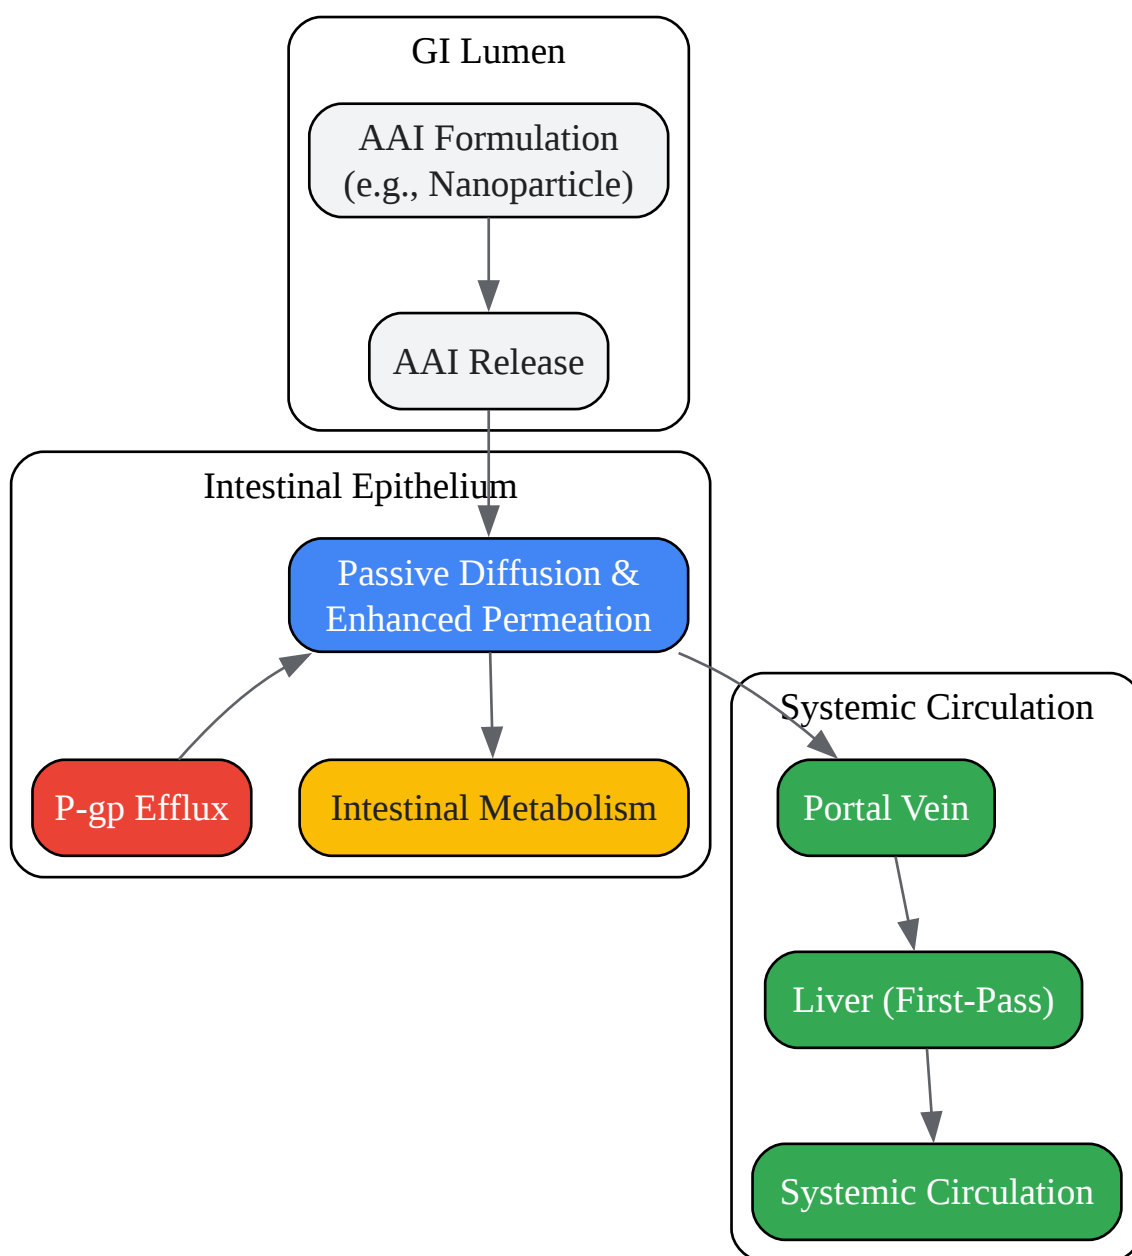 GI Lumen
AAI Formulation
(e.g., Nanoparticle)
AAI Release
Intestinal Epithelium
Passive Diffusion &
Enhanced Permeation
Systemic Circulation
P-gp Efflux
Intestinal Metabolism
Portal Vein
Liver (First-Pass)
Systemic Circulation